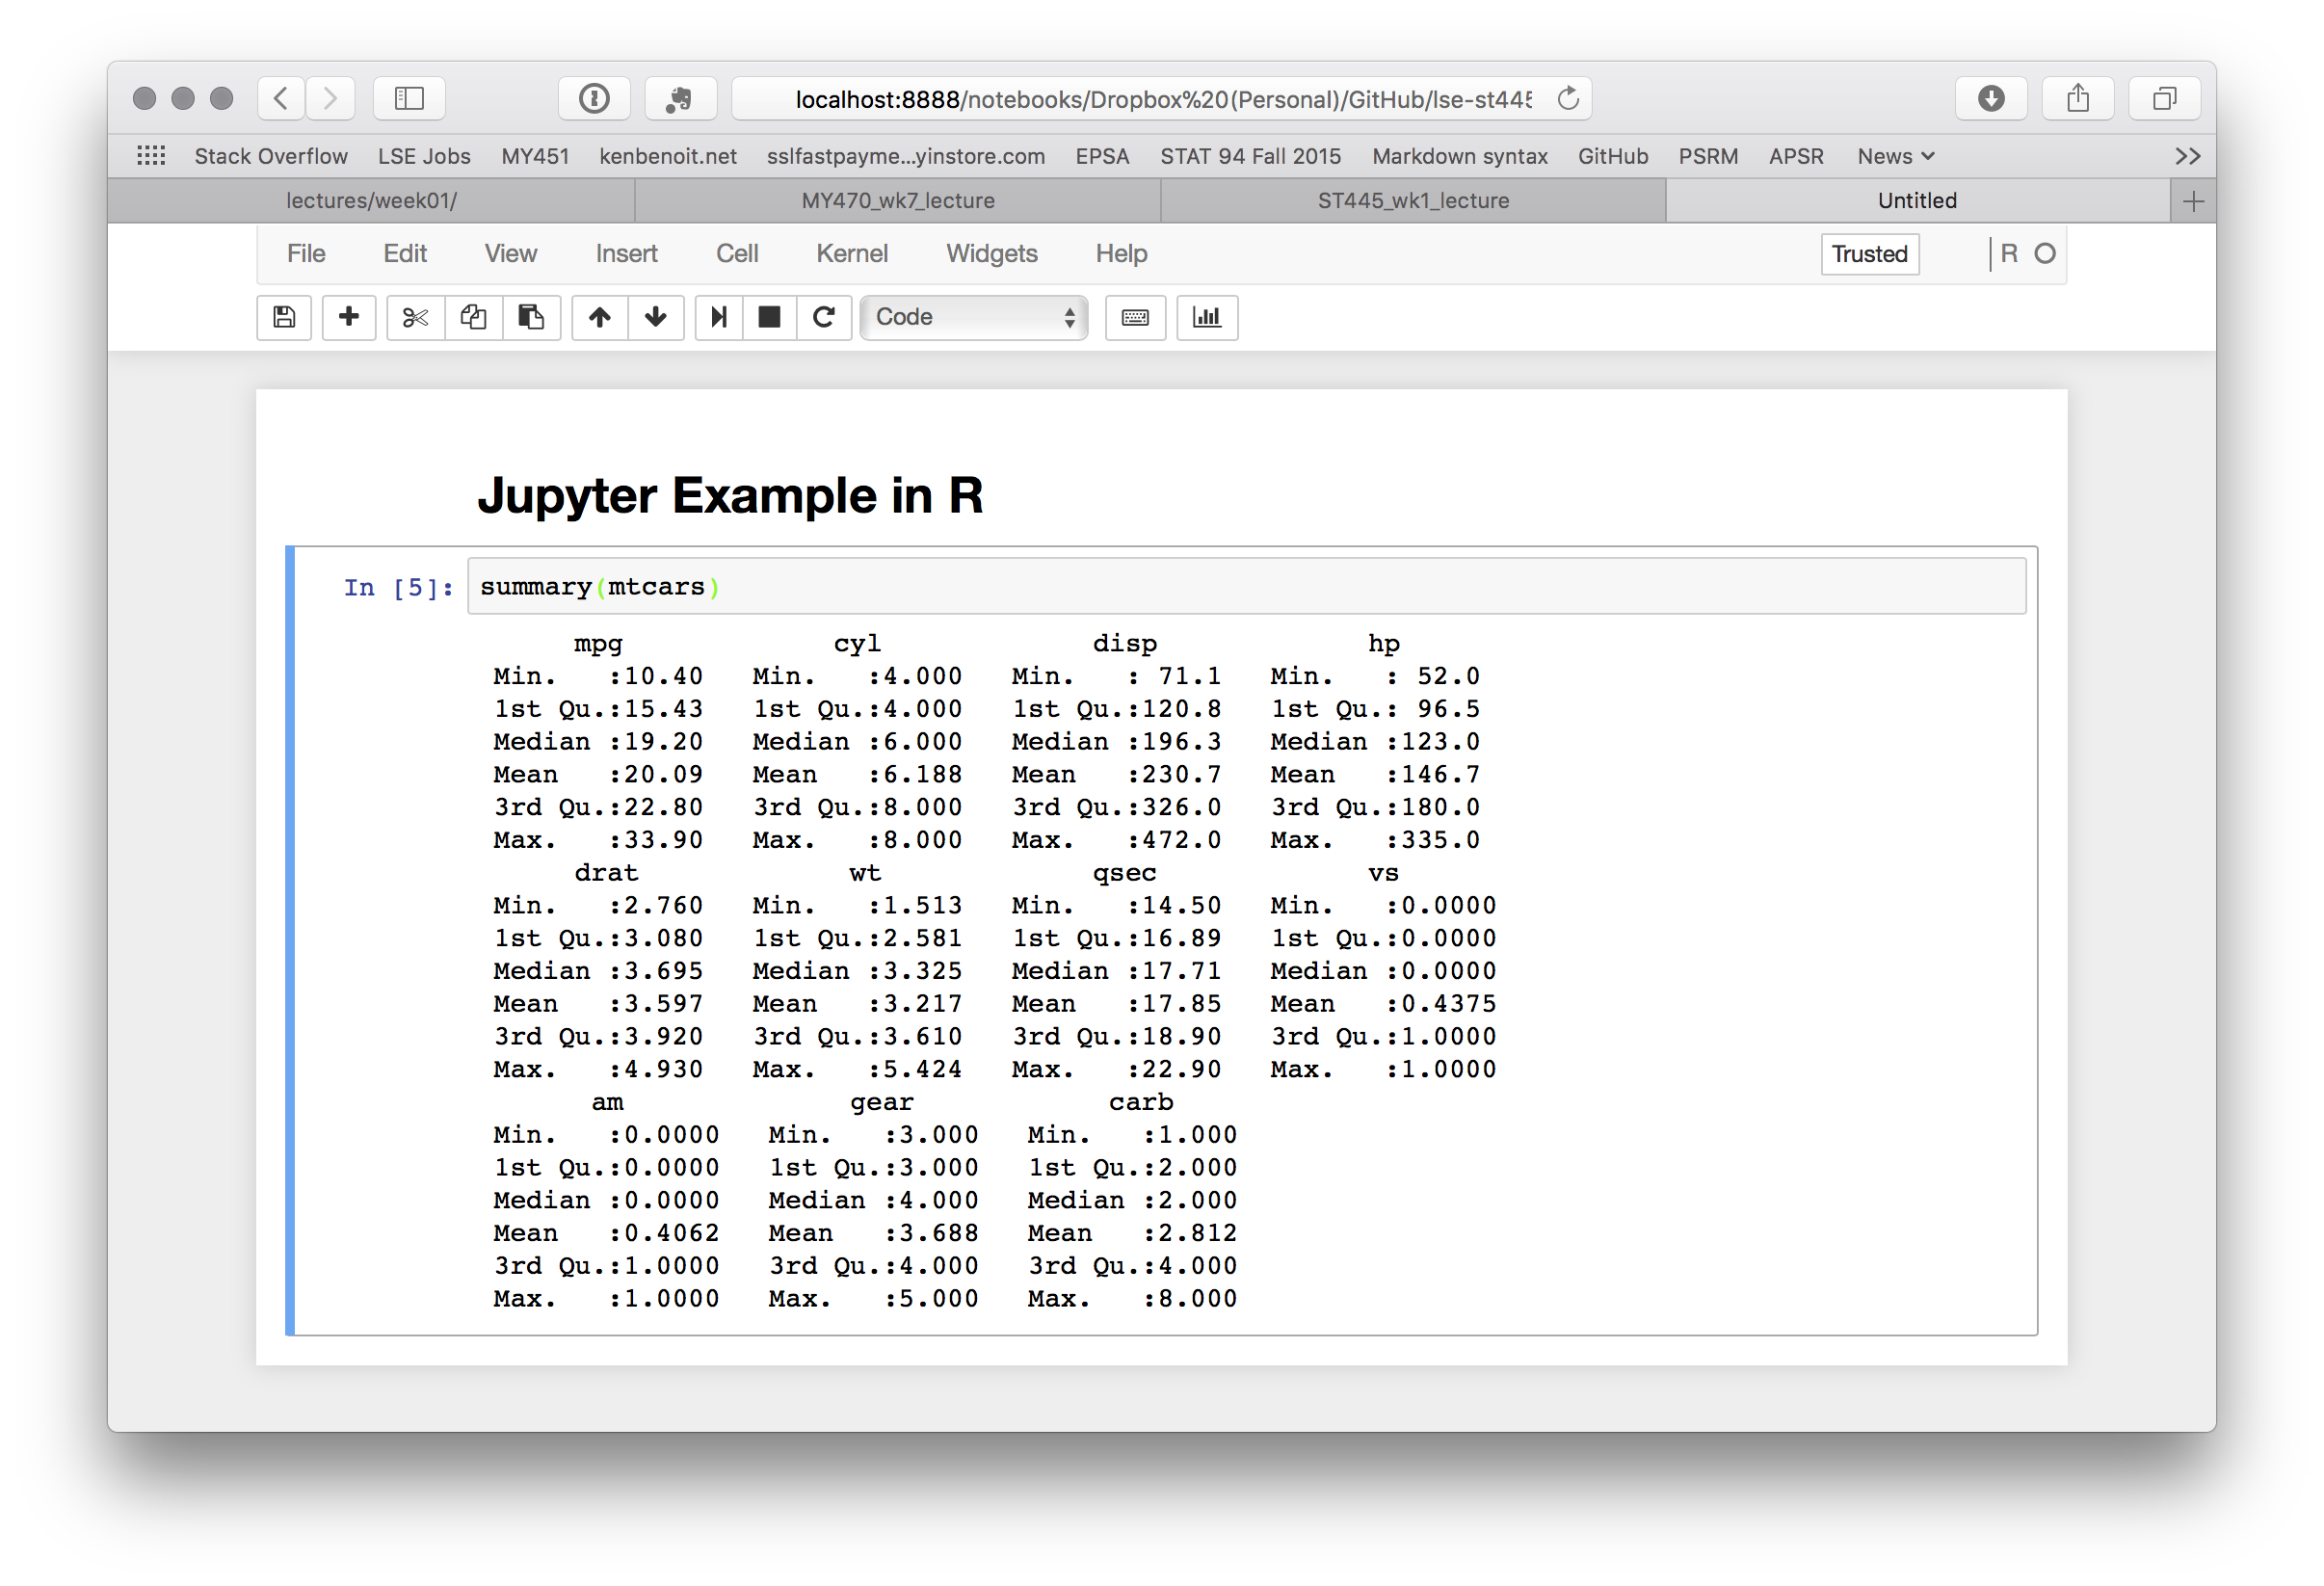 localhost:8888/notebooks/Dropbox%20(Personal)/GitHub/lse-st445
Stack Overflow LSE Jobs MY451 kenbenoit.net sslfastpayme...yinstore.com EPSA STAT 94 Fall 2015 Markdown syntax GitHub PSRM APSR News >>
lectures/week01/ MY470_wk7_lecture ST445_wk1_lecture Untitled +
File Edit View Insert Cell Kernel Widgets Help Trusted R
Code
Jupyter Example in R
In [5]: summary(mtcars)
mpg cyl disp hp
Min. :10.40 Min. :4.000 Min. : 71.1 Min. : 52.0
1st Qu.:15.43 1st Qu.:4.000 1st Qu.:120.8 1st Qu.: 96.5
Median :19.20 Median :6.000 Median :196.3 Median :123.0
Mean :20.09 Mean :6.188 Mean :230.7 Mean :146.7
3rd Qu.:22.80 3rd Qu.:8.000 3rd Qu.:326.0 3rd Qu.:180.0
Max. :33.90 Max. :8.000 Max. :472.0 Max. :335.0
drat wt qsec vs
Min. :2.760 Min. :1.513 Min. :14.50 Min. :0.0000
1st Qu.:3.080 1st Qu.:2.581 1st Qu.:16.89 1st Qu.:0.0000
Median :3.695 Median :3.325 Median :17.71 Median :0.0000
Mean :3.597 Mean :3.217 Mean :17.85 Mean :0.4375
3rd Qu.:3.920 3rd Qu.:3.610 3rd Qu.:18.90 3rd Qu.:1.0000
Max. :4.930 Max. :5.424 Max. :22.90 Max. :1.0000
am gear carb
Min. :0.0000 Min. :3.000 Min. :1.000
1st Qu.:0.0000 1st Qu.:3.000 1st Qu.:2.000
Median :0.0000 Median :4.000 Median :2.000
Mean :0.4062 Mean :3.688 Mean :2.812
3rd Qu.:1.0000 3rd Qu.:4.000 3rd Qu.:4.000
Max. :1.0000 Max. :5.000 Max. :8.000